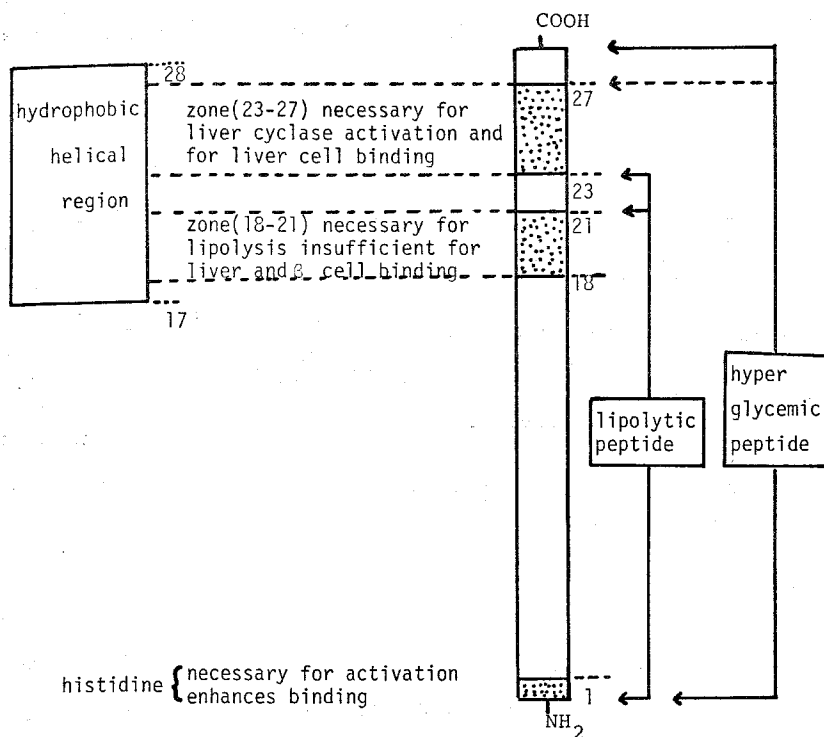 COOH
28
27
hydrophobic
helical
region
zone(23-27) necessary for
liver cyclase activation and
for liver cell binding
23
21
zone(18-21) necessary for
lipolysis insufficient for
liver and β cell binding
18
17
hyper
glycemic
peptide
lipolytic
peptide
histidine { necessary for activation
enhances binding
1
NH2